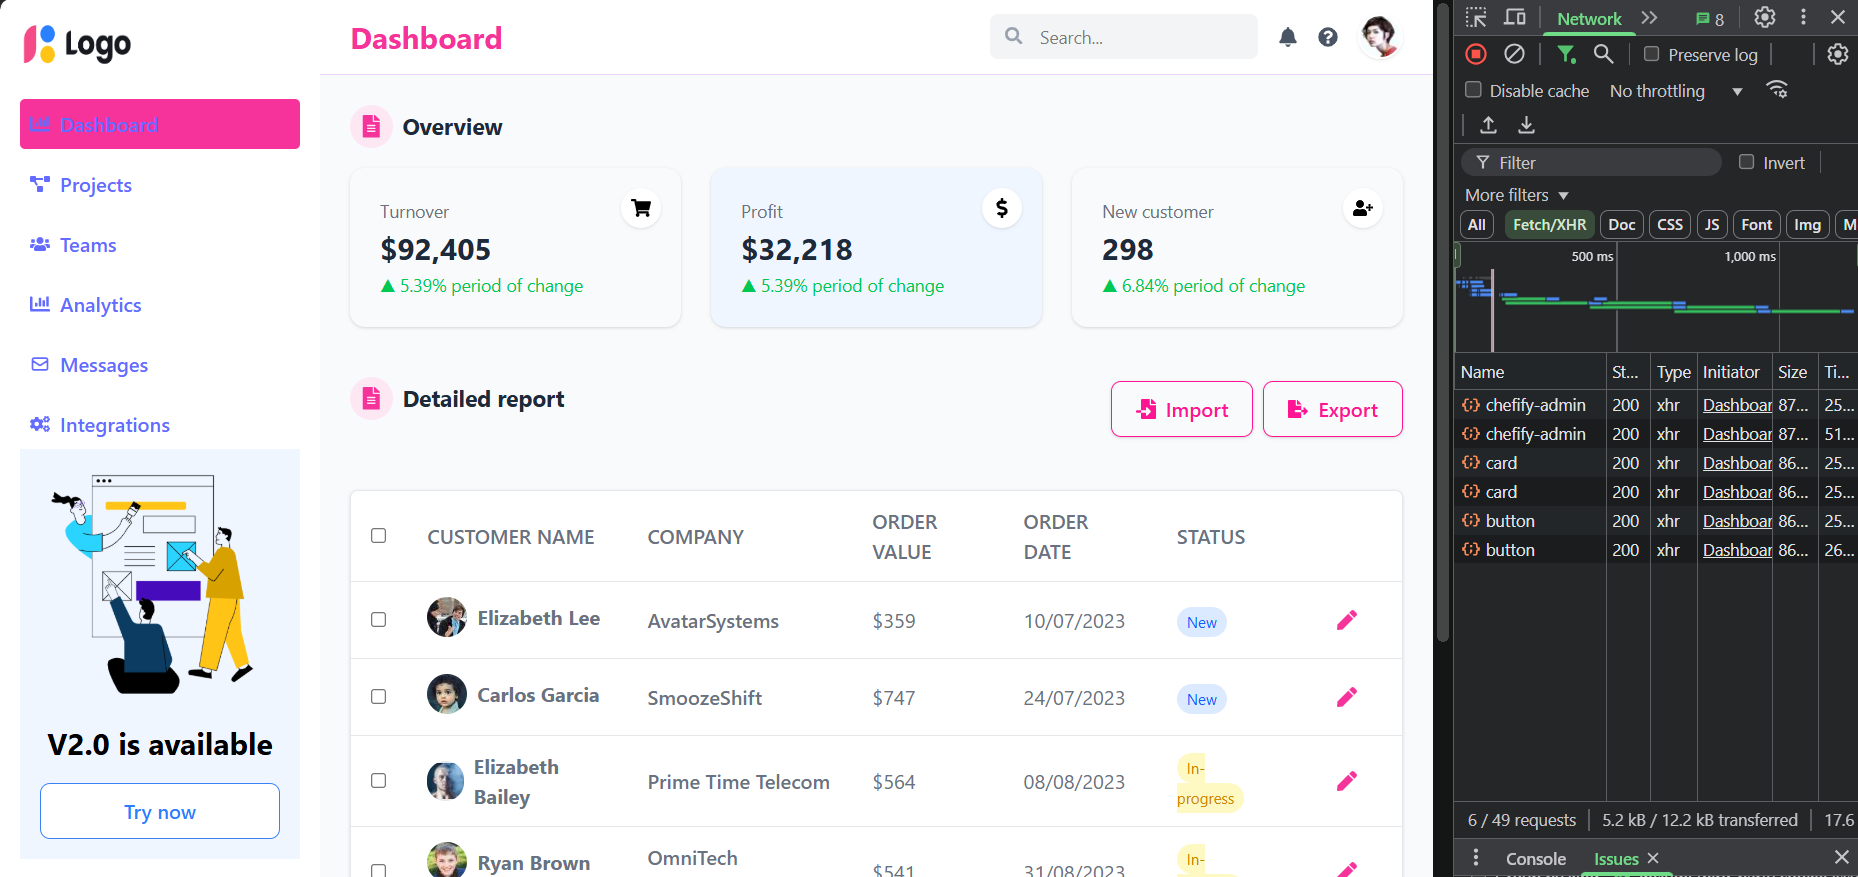 Logo
Dashboard
Projects
Teams
Analytics
Messages
Integrations
V2.0 is available
Try now
Dashboard
Search...
Overview
Turnover
$92,405
▲ 5.39% period of change
Profit
$32,218
▲ 5.39% period of change
New customer
298
▲ 6.84% period of change
Detailed report
Import
Export
CUSTOMER NAME COMPANY ORDER VALUE ORDER DATE STATUS
Elizabeth Lee AvatarSystems $359 10/07/2023 New
Carlos Garcia SmoozeShift $747 24/07/2023 New
Elizabeth Bailey Prime Time Telecom $564 08/08/2023 In-progress
Ryan Brown OmniTech $541 31/08/2023 In-
Network 8
Preserve log
Disable cache No throttling
Filter Invert
More filters
All Fetch/XHR Doc CSS JS Font Img M
500 ms 1,000 ms
Name St... Type Initiator Size Ti...
chefify-admin 200 xhr Dashboar 87... 25...
chefify-admin 200 xhr Dashboar 87... 51...
card 200 xhr Dashboar 86... 25...
card 200 xhr Dashboar 86... 25...
button 200 xhr Dashboar 86... 25...
button 200 xhr Dashboar 86... 26...
6 / 49 requests 5.2 kB / 12.2 kB transferred 17.6
Console Issues